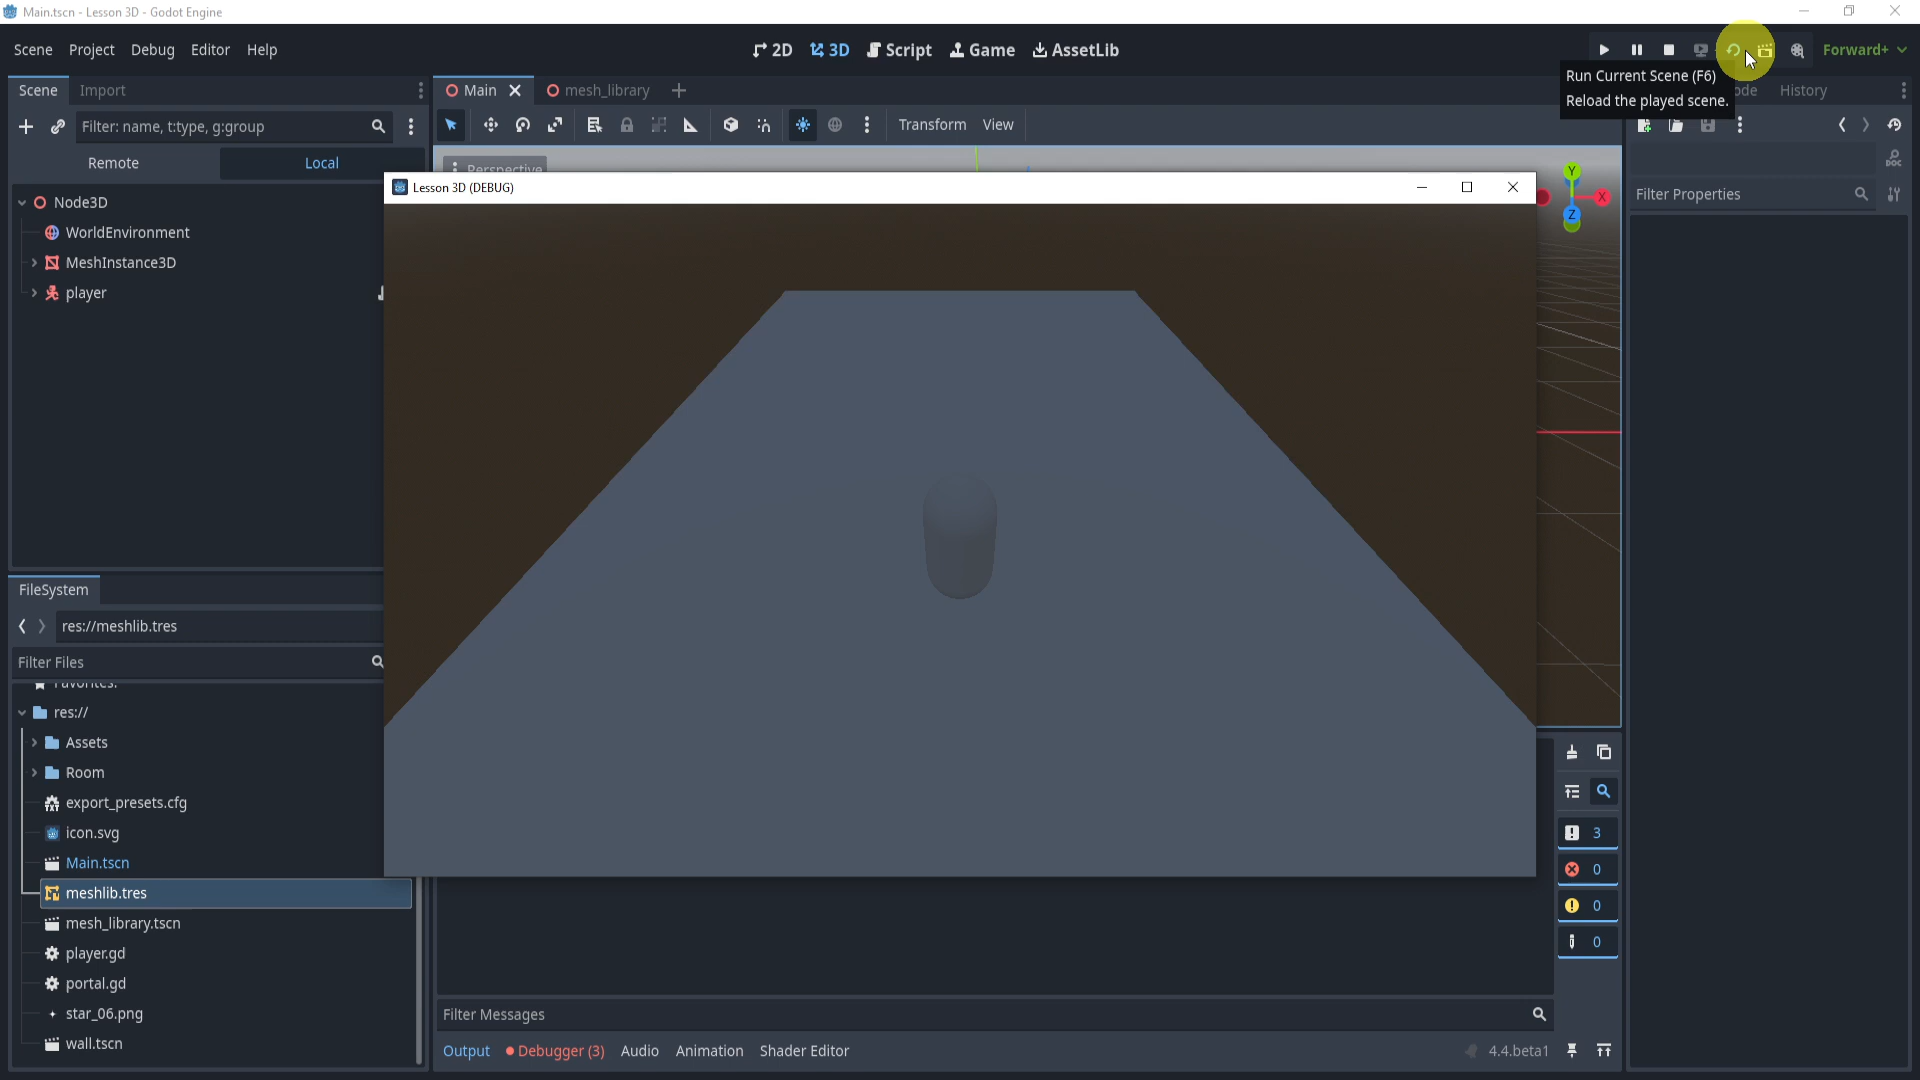 Main.tscn - Lesson 3D - Godot Engine
Scene Project Debug Editor Help
2D 3D Script Game AssetLib
Forward+
Run Current Scene (F6)
Reload the played scene.
Scene Import
Main mesh_library
History
Filter: name, t:type, g:group
Transform View
Remote Local
Perspective
Lesson 3D (DEBUG)
Filter Properties
Y
X
Z
Node3D
WorldEnvironment
MeshInstance3D
player
FileSystem
res://meshlib.tres
Filter Files
Favorites:
res://
Assets
Room
export_presets.cfg
icon.svg
Main.tscn
meshlib.tres
mesh_library.tscn
player.gd
portal.gd
star_06.png
wall.tscn
3
0
0
0
Filter Messages
Output Debugger (3) Audio Animation Shader Editor
4.4.beta1